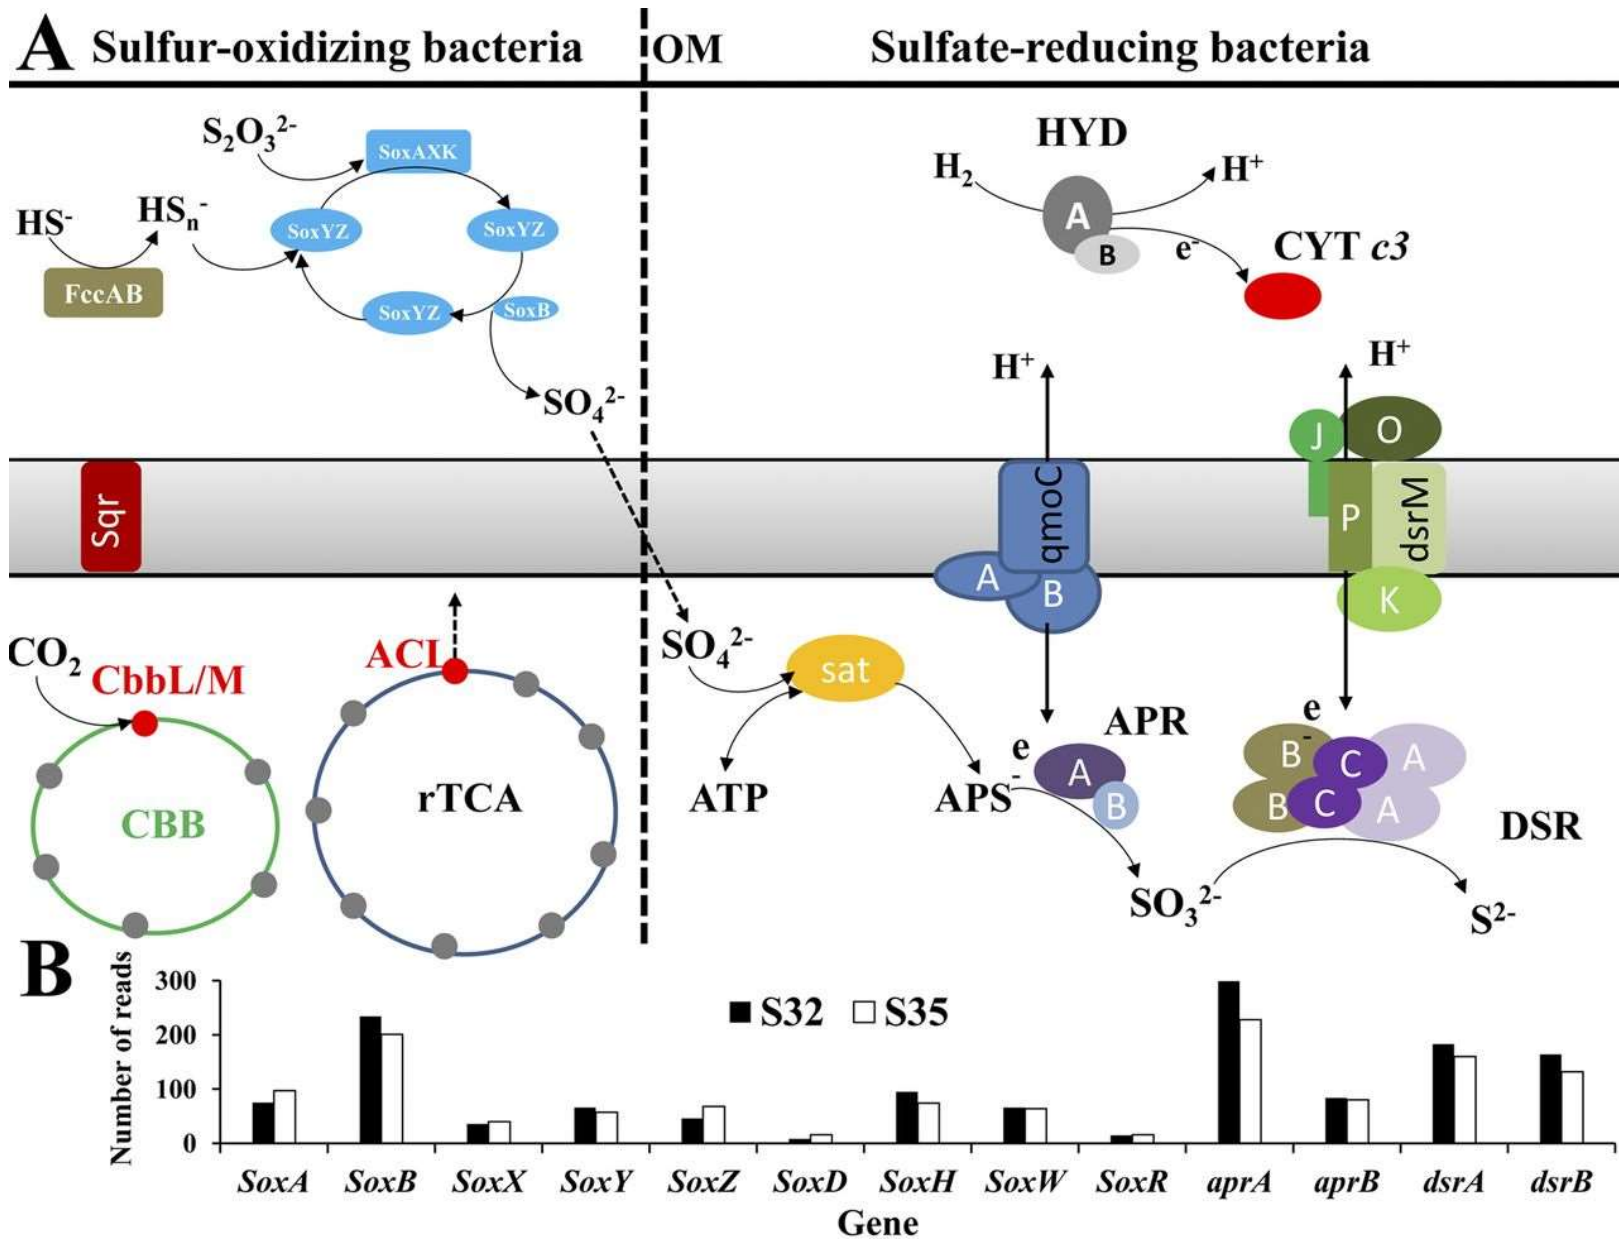 A Sulfur-oxidizing bacteria OM Sulfate-reducing bacteria
S₂O₃²⁻
SoxAXK
HS⁻
HSₙ⁻
SoxYZ
SoxYZ
FccAB
SoxYZ
SoxB
SO₄²⁻
Sqr
CO₂
CbbL/M
CBB
ACL
rTCA
HYD
H₂
H⁺
A
B
e⁻
CYT c3
H⁺
H⁺
qmoC
A
B
J
O
P
dsrM
K
SO₄²⁻
sat
ATP
APS
e⁻
APR
A
B
SO₃²⁻
e⁻
B
C
A
B
C
A
DSR
S²⁻
B
Number of reads
300
200
100
0
S32 S35
SoxA SoxB SoxX SoxY SoxZ SoxD SoxH SoxW SoxR aprA aprB dsrA dsrB
Gene